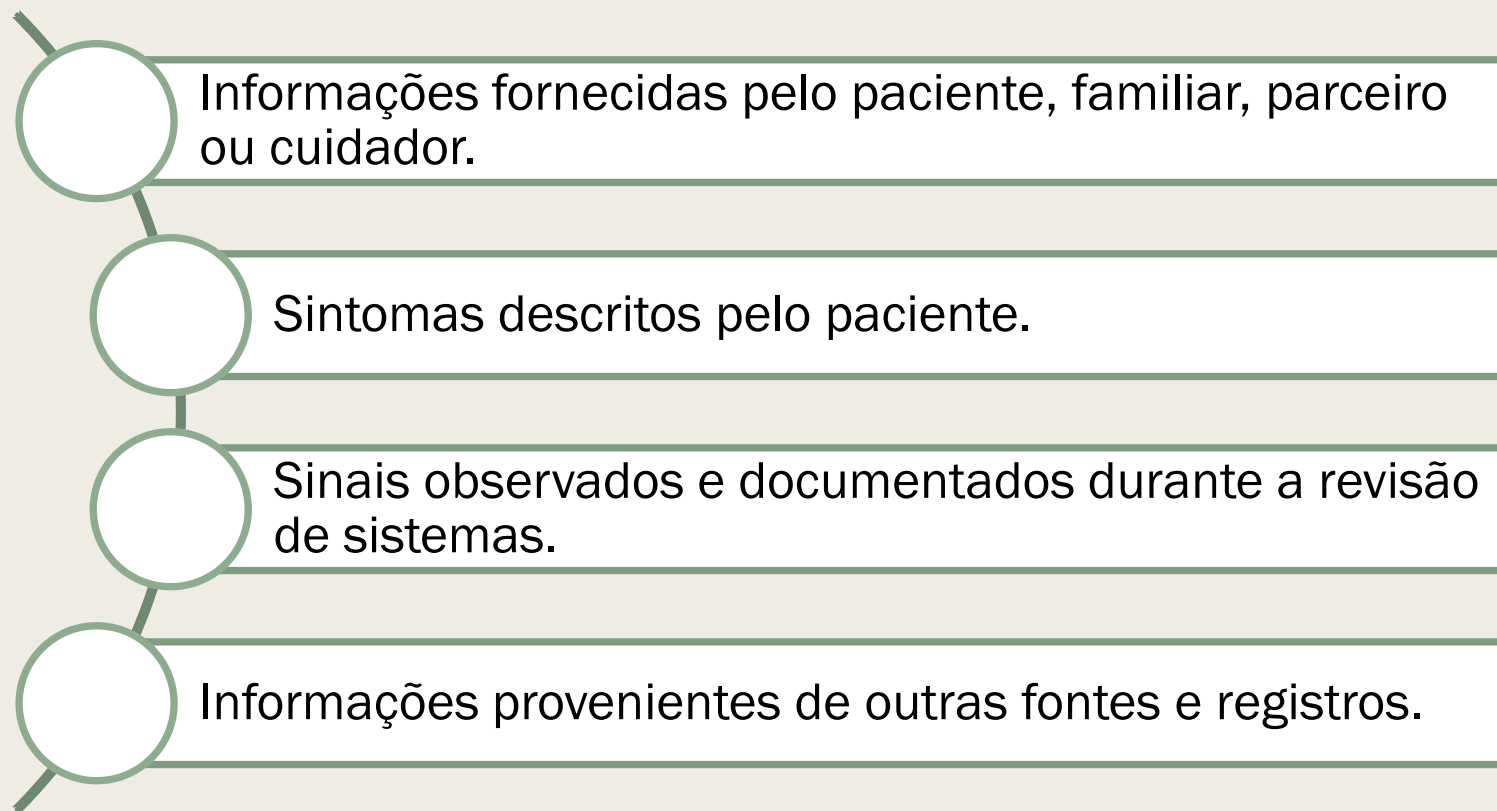 Informações fornecidas pelo paciente, familiar, parceiro
ou cuidador.
Sintomas descritos pelo paciente.
Sinais observados e documentados durante a revisão
de sistemas.
Informações provenientes de outras fontes e registros.